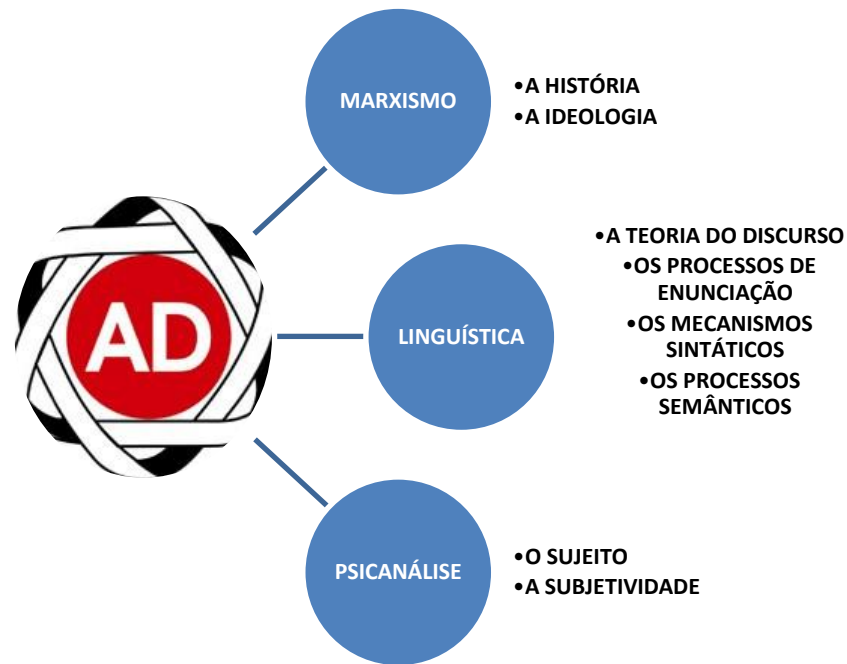 MARXISMO
•A HISTÓRIA
•A IDEOLOGIA
AD
LINGUÍSTICA
•A TEORIA DO DISCURSO
•OS PROCESSOS DE
ENUNCIAÇÃO
•OS MECANISMOS
SINTÁTICOS
•OS PROCESSOS
SEMÂNTICOS
PSICANÁLISE
•O SUJEITO
•A SUBJETIVIDADE